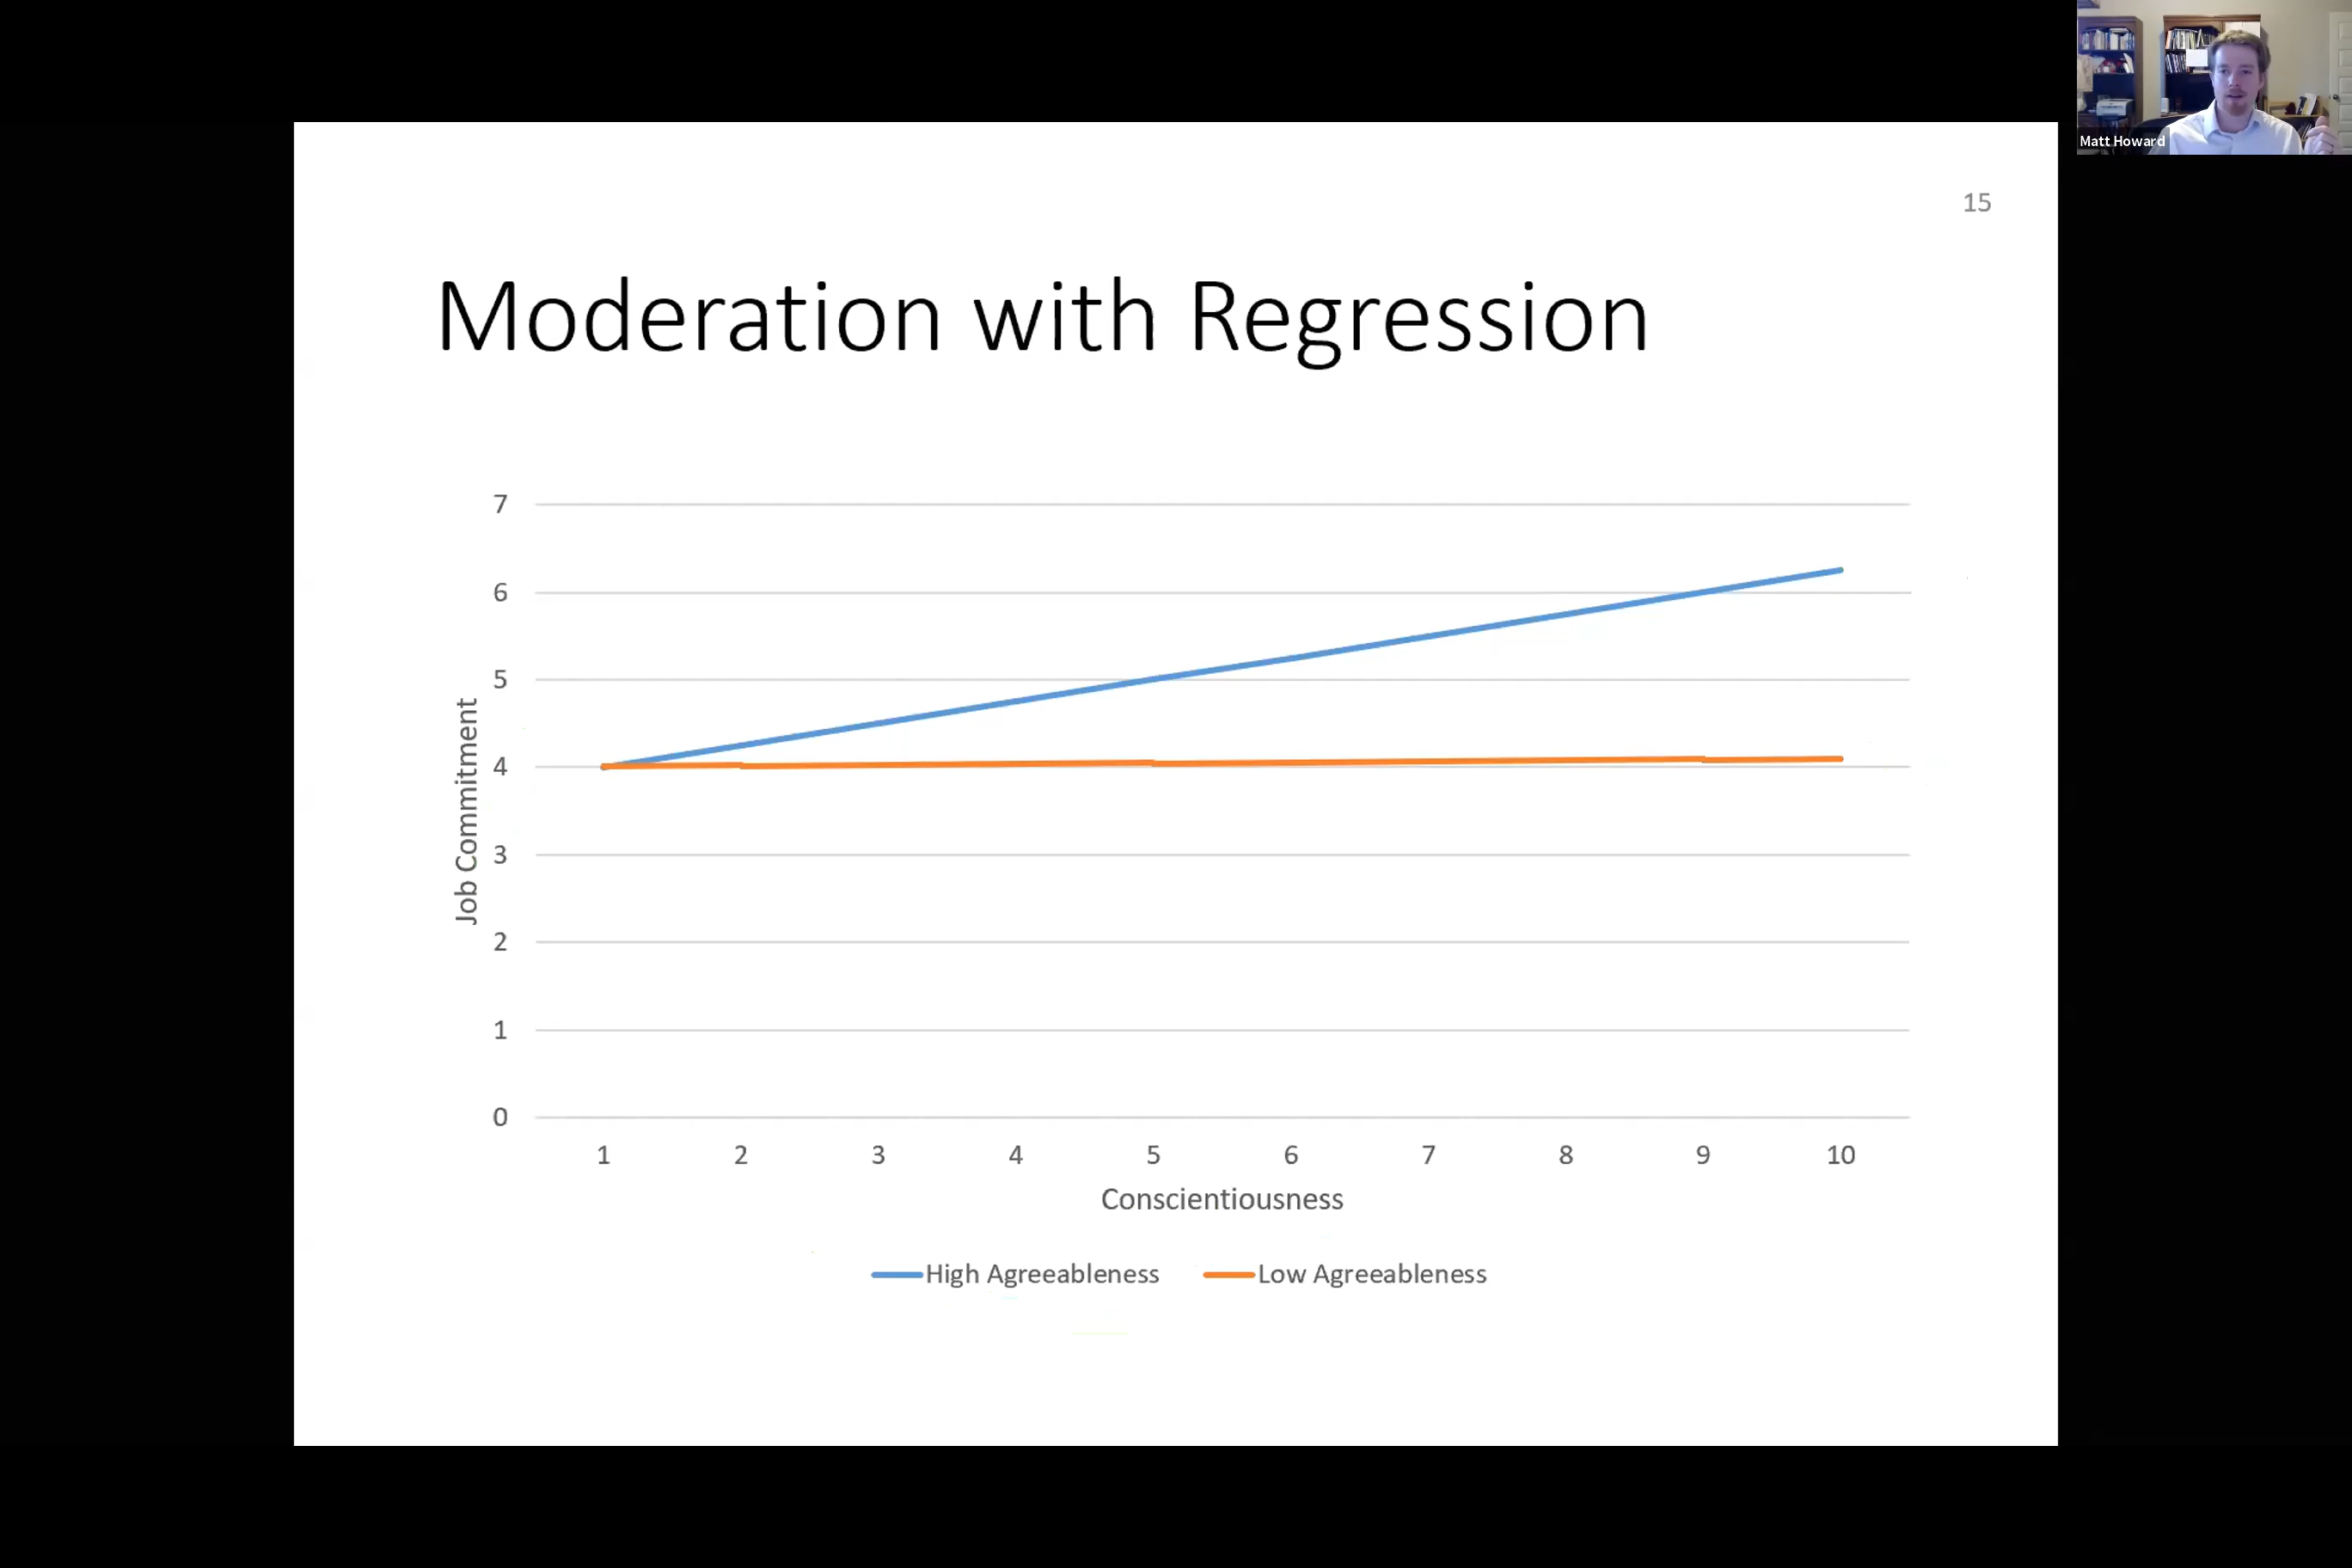 Matt Howard
15
Moderation with Regression
7
6
5
4
3
2
1
0
Job Commitment
1 2 3 4 5 6 7 8 9 10
Conscientiousness
High Agreeableness Low Agreeableness